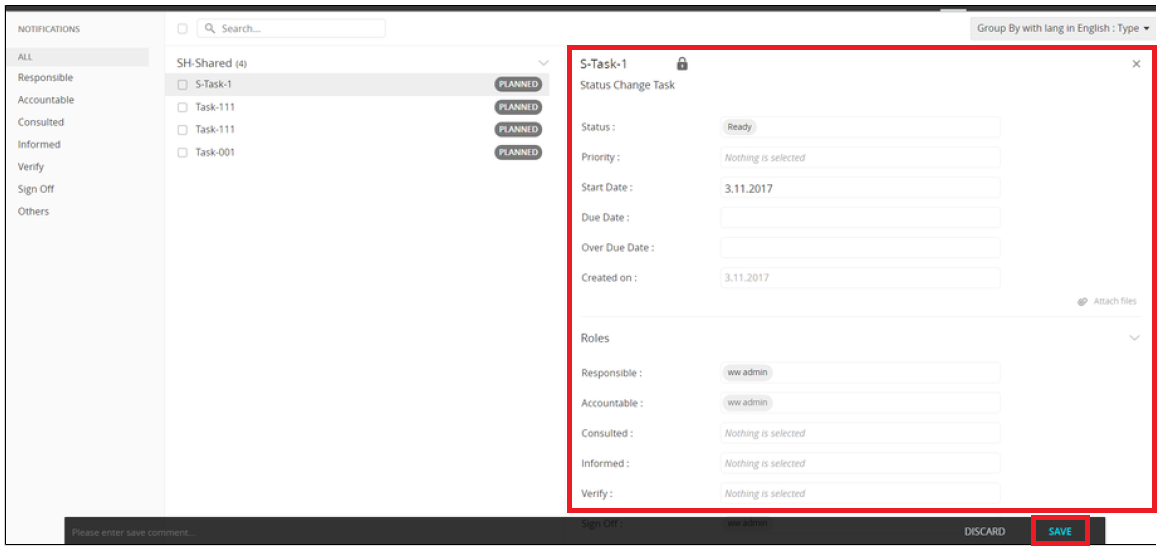 NOTIFICATIONS
ALL
Responsible
Accountable
Consulted
Informed
Verify
Sign Off
Others
Search...
Group By with lang in English : Type
SH-Shared (4)
S-Task-1 PLANNED
Task-111 PLANNED
Task-111 PLANNED
Task-001 PLANNED
S-Task-1
Status Change Task
Status : Ready
Priority : Nothing is selected
Start Date : 3.11.2017
Due Date :
Over Due Date :
Created on : 3.11.2017
Attach files
Roles
Responsible : ww admin
Accountable : ww admin
Consulted : Nothing is selected
Informed : Nothing is selected
Verify : Nothing is selected
Sign Off : ww admin
Please enter save comment... DISCARD SAVE